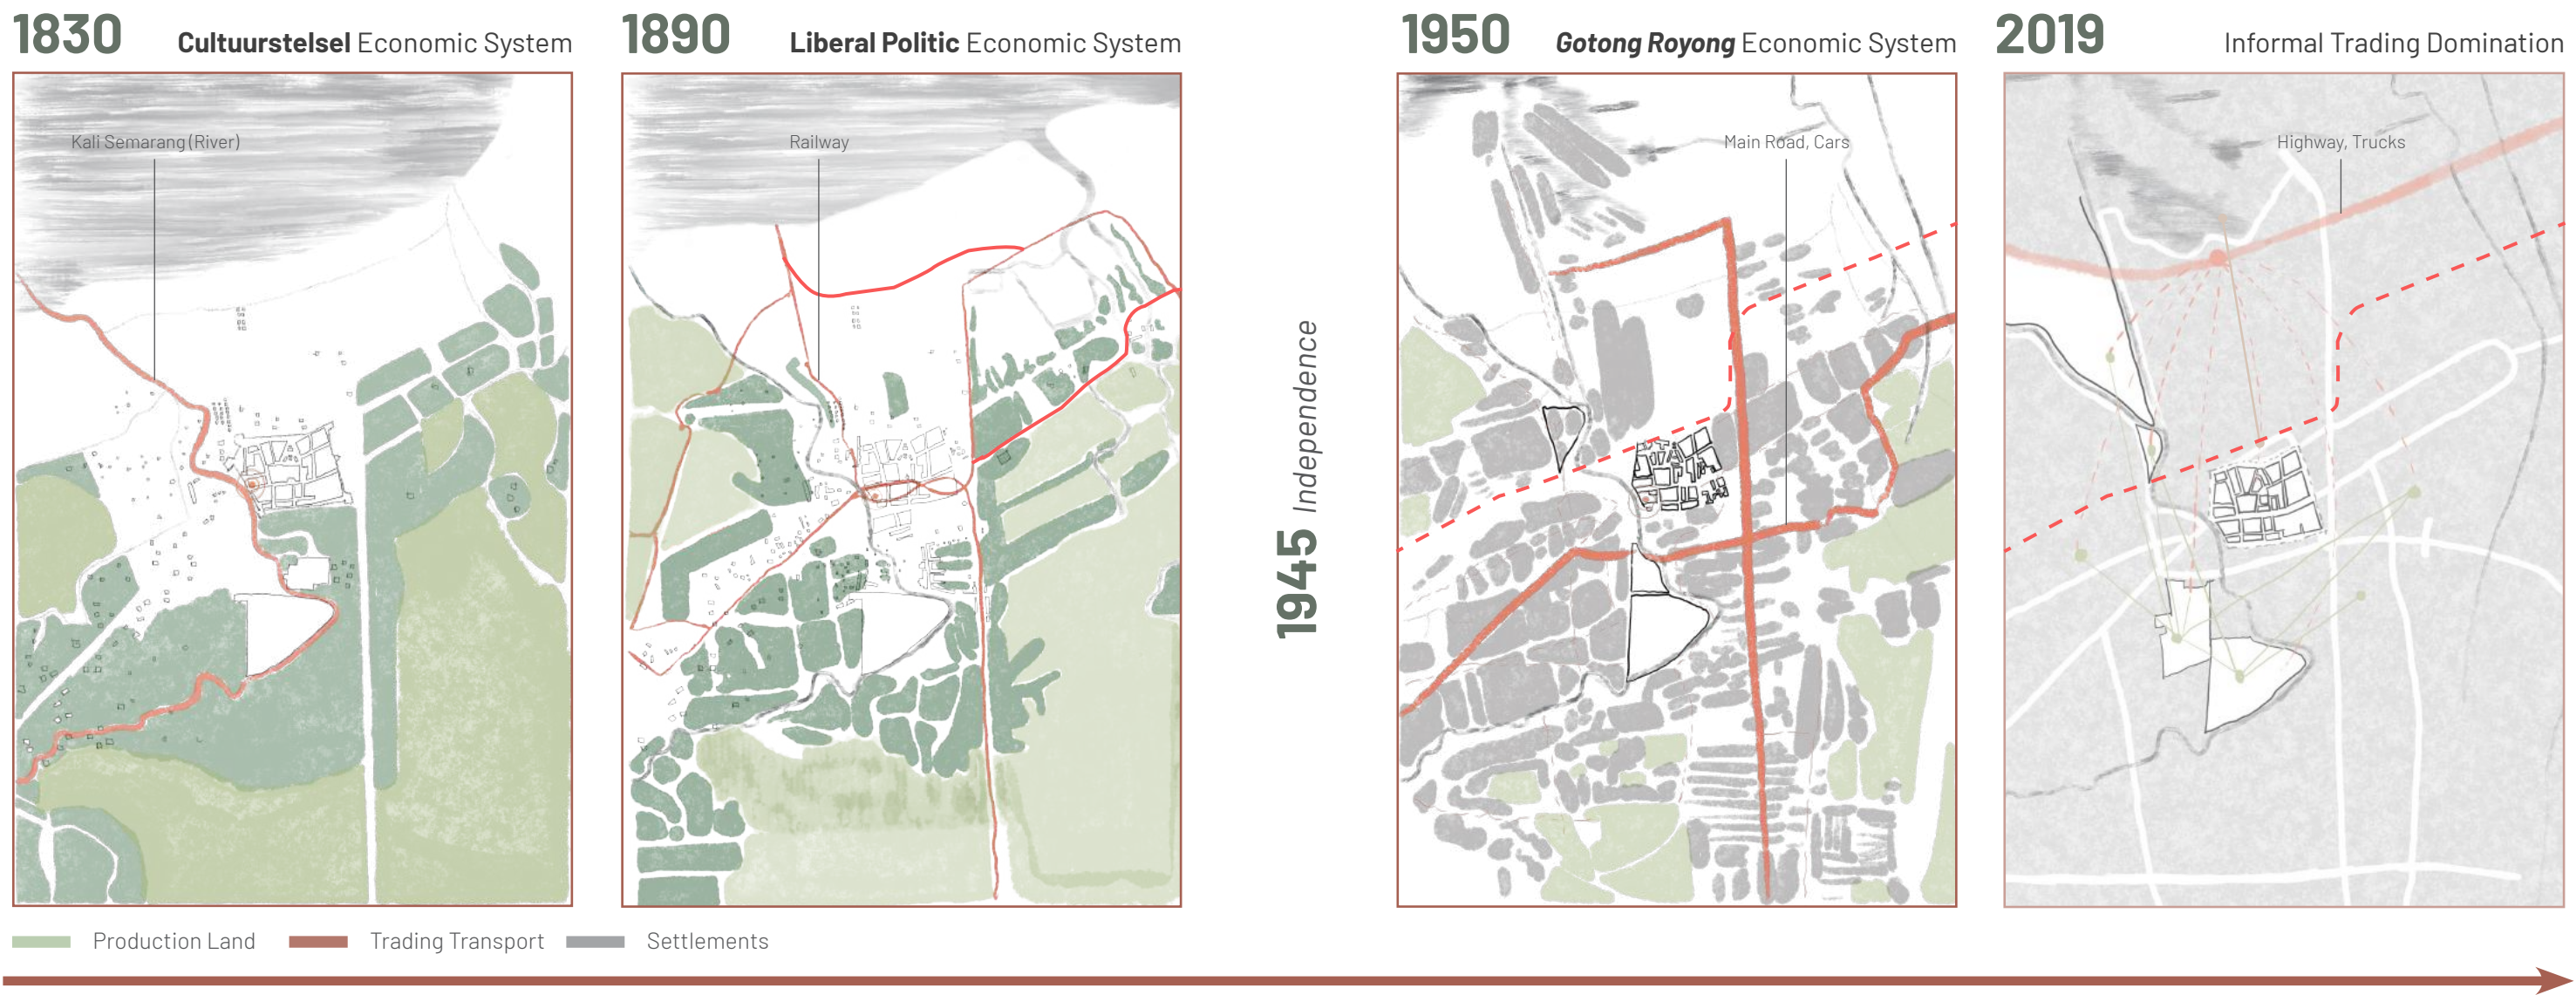 1830 Cultuurstelsel Economic System
Kali Semarang (River)
1890 Liberal Politic Economic System
Railway
1945 Independence
1950 Gotong Royong Economic System
Main Road, Cars
2019 Informal Trading Domination
Highway, Trucks
Production Land
Trading Transport
Settlements